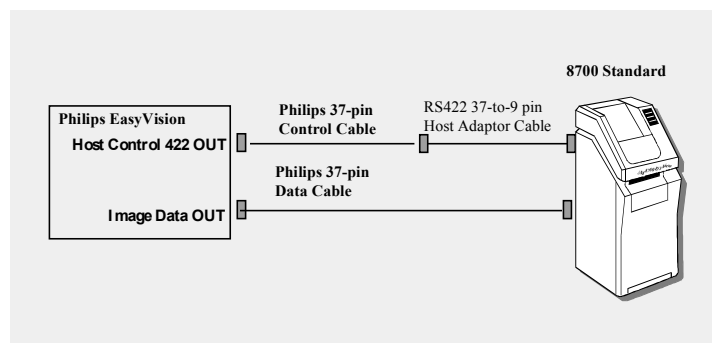 8700 Standard
Philips EasyVision
Host Control 422 OUT
Philips 37-pin
Control Cable
RS422 37-to-9 pin
Host Adaptor Cable
Philips 37-pin
Data Cable
Image Data OUT